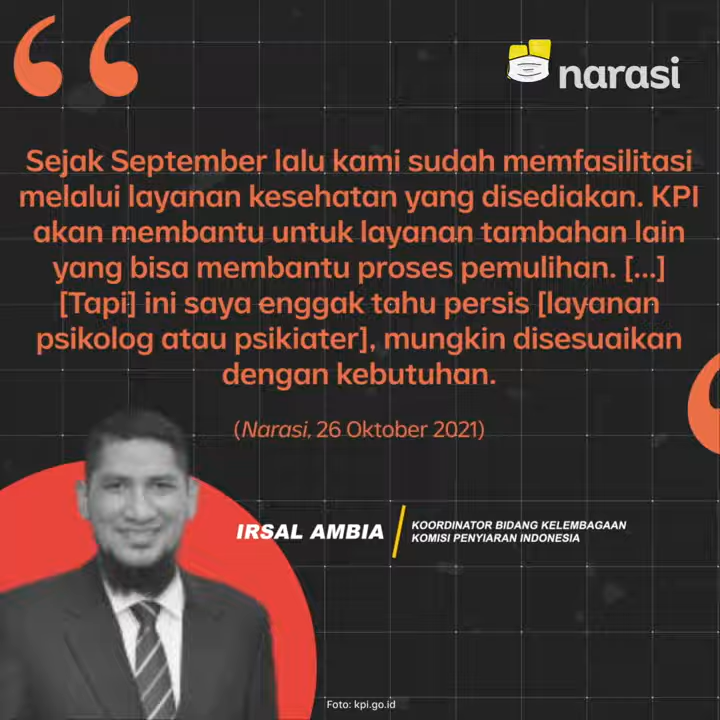 narasi
Sejak September lalu kami sudah memfasilitasi
melalui layanan kesehatan yang disediakan. KPI
akan membantu untuk layanan tambahan lain
yang bisa membantu proses pemulihan. [...]
[Tapi] ini saya enggak tahu persis [layanan
psikolog atau psikiater], mungkin disesuaikan
dengan kebutuhan.
(Narasi, 26 Oktober 2021)
IRSAL AMBIA
KOORDINATOR BIDANG KELEMBAGAAN
KOMISI PENYIARAN INDONESIA
Foto: kpi.go.id